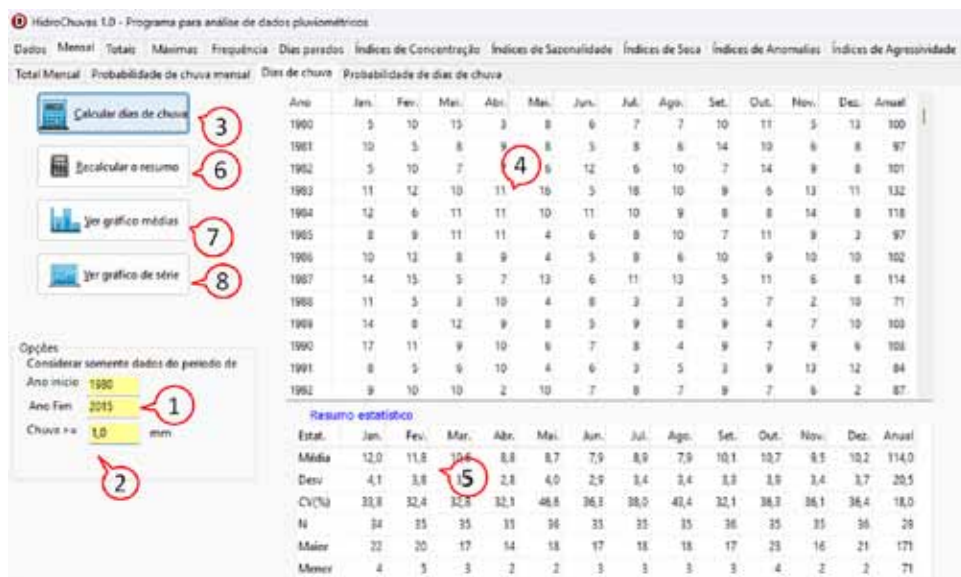 HidroChuvas 1.0 - Programa para análise de dados pluviométricos
Dados Mensal Totais Máximas Frequência Dias parados Índices de Concentração Índices de Sazonalidade Índices de Seca Índices de Anomalias Índices de Agressividade
Total Mensal Probabilidade de chuva mensal Dias de chuva Probabilidade de dias de chuva
Calcular dias de chuva
3
Recalcular o resumo
6
Ver gráfico médias
7
Ver gráfico de série
8
Opções
Considerar somente dados do período de
Ano início 1980
Ano Fim 2015
1
Chuva >= 1,0 mm
2
Ano Jan. Fev. Mar. Abr. Mai. Jun. Jul. Ago. Set. Out. Nov. Dez. Anual
1980 5 10 15 3 8 6 7 7 10 11 5 13 100
1981 10 5 8 9 8 5 8 6 14 10 6 8 97
1982 5 10 7 6 12 6 10 7 14 9 8 101
4
1983 11 12 10 11 16 5 18 10 9 6 13 11 132
1984 12 6 11 11 10 11 10 9 8 8 14 8 118
1985 8 9 11 11 4 6 8 10 7 11 9 3 97
1986 10 13 8 9 4 5 8 6 10 9 10 10 102
1987 14 15 5 7 13 6 11 13 5 11 6 8 114
1988 11 5 3 10 4 8 3 3 5 7 2 10 71
1989 14 8 12 9 8 5 9 8 9 4 7 10 103
1990 17 11 9 10 6 7 8 4 9 7 9 6 103
1991 8 5 6 10 4 6 3 5 3 9 13 12 84
1992 9 10 10 2 10 7 8 7 9 7 6 2 87
Resumo estatístico
Estat. Jan. Fev. Mar. Abr. Mai. Jun. Jul. Ago. Set. Out. Nov. Dez. Anual
Média 12,0 11,8 10,6 8,8 8,7 7,9 8,9 7,9 10,1 10,7 9,5 10,2 114,0
5
Desv 4,1 3,8 2,8 4,0 2,9 3,4 3,4 3,3 3,9 3,4 3,7 20,5
CV(%) 33,8 32,4 32,8 32,1 46,6 36,3 38,0 43,4 32,1 36,3 36,1 36,4 18,0
N 34 35 35 35 36 35 35 35 36 35 35 36 28
Maior 22 20 17 14 18 17 18 18 17 23 16 21 171
Menor 4 5 3 2 2 3 3 3 3 4 2 2 71